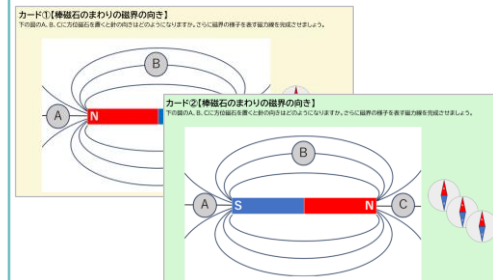 カード①【棒磁石のまわりの磁界の向き】
下の図のA、B、Cに方位磁石を置くと針の向きはどのようになりますか。さらに磁界の様子を表す磁力線を完成させましょう。
B
A
N
カード②【棒磁石のまわりの磁界の向き】
下の図のA、B、Cに方位磁石を置くと針の向きはどのようになりますか。さらに磁界の様子を表す磁力線を完成させましょう。
B
A
S
N
C